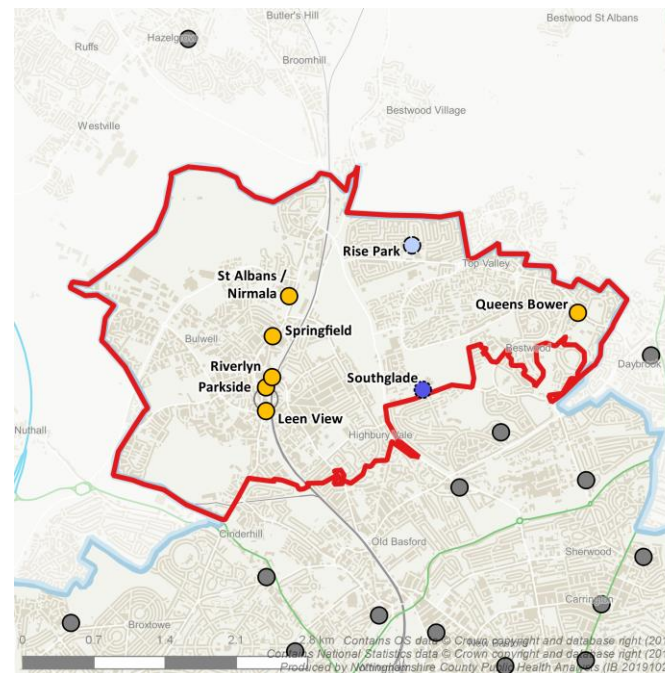 Butler's Hill
Bestwood St Albans
Hazelgrove
Ruffs
Broomhill
Westville
Bestwood Village
Rise Park
Top Valley
St Albans /
Nirmala
Queens Bower
Springfield
Bulwell
Bestwood
Daybrook
Riverlyn
Parkside
Southglade
Leen View
Nuthall
Highbury Vale
Cinderhill
Old Basford
Sherwood
Carrington
Broxtowe
0 0.7 1.4 2.1 2.8 km
Contains OS data © Crown copyright and database right (201
Contains National Statistics data © Crown copyright and database right (201
Produced by Nottinghamshire County Public Health Analysts (IB 2019102